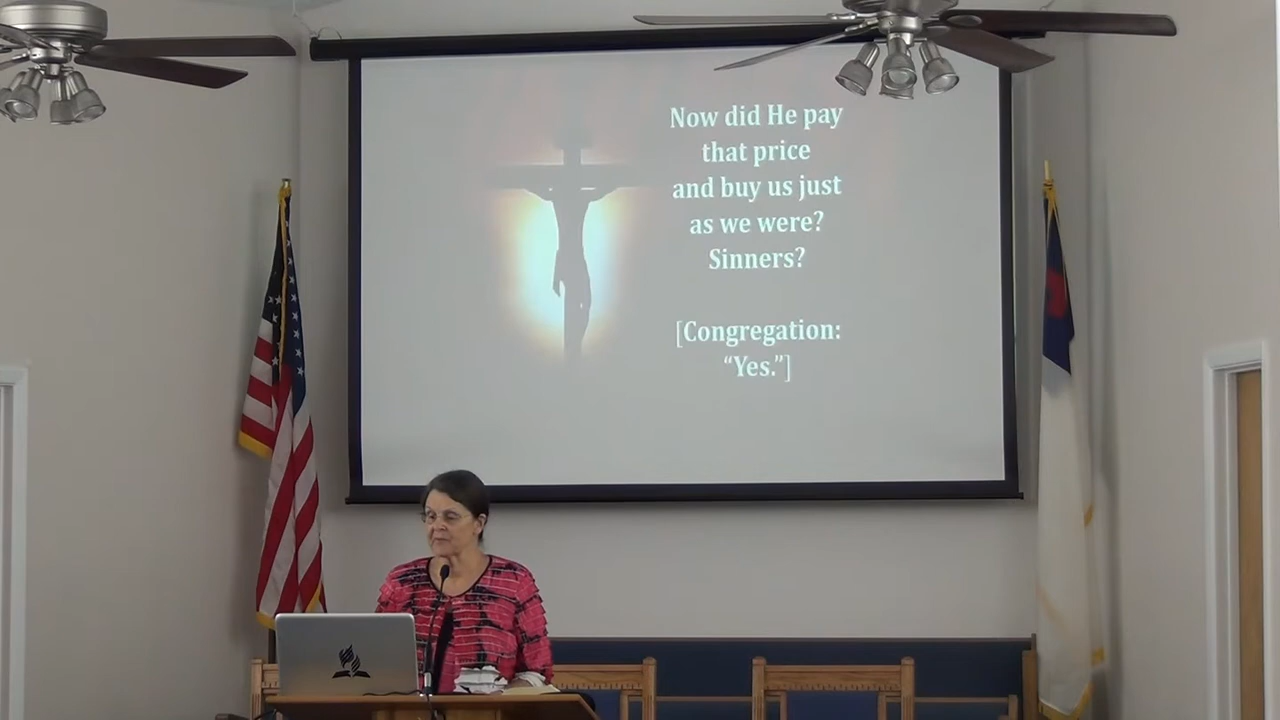 Now did He pay
that price
and buy us just
as we were?
Sinners?
[Congregation:
“Yes.”]